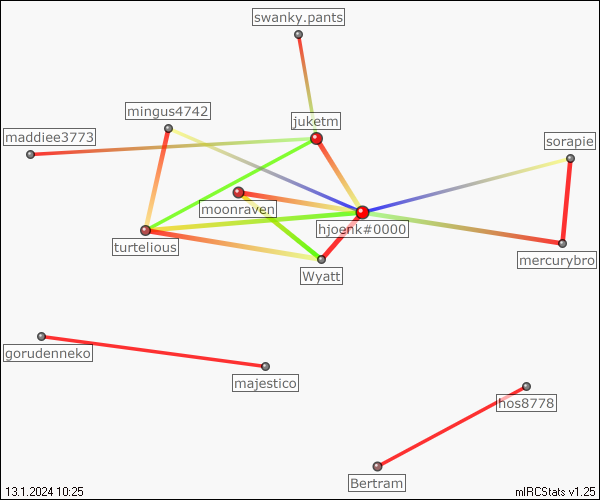 swanky.pants
mingus4742
juketm
maddiee3773
sorapie
moonraven
hjoenk#0000
turtelious
mercurybro
Wyatt
gorudenneko
majestico
hos8778
Bertram
13.1.2024 10:25
mIRCStats v1.25